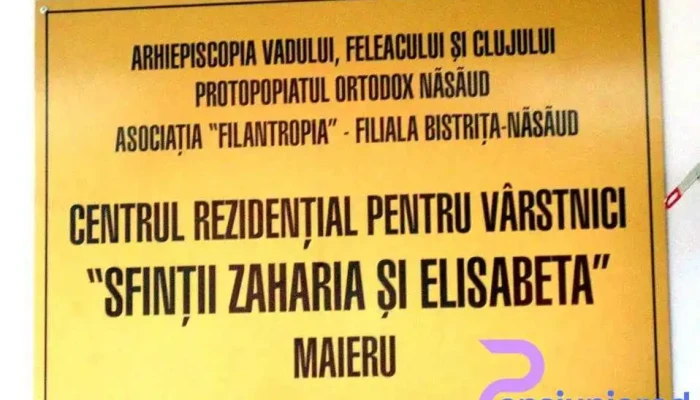 ARHIEPISCOPIA VADULUI, FELEACULUI ȘI CLUJULUI
PROTOPOPIATUL ORTODOX NĂSĂUD
ASOCIAȚIA "FILANTROPIA" - FILIALA BISTRIȚA-NĂSĂUD
CENTRUL REZIDENȚIAL PENTRU VÂRSTNICI
"SFINȚII ZAHARIA ȘI ELISABETA"
MAIERU